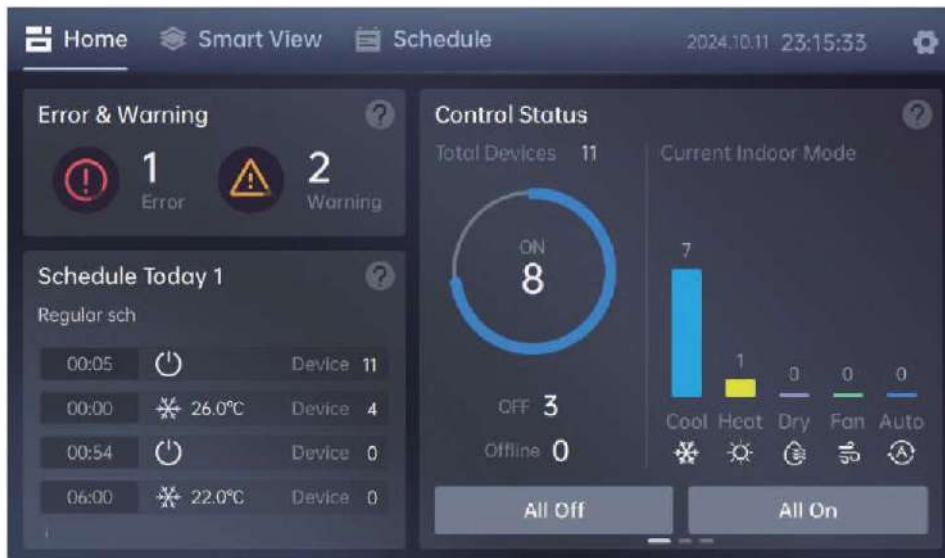 Home Smart View Schedule 2024.10.11 23:15:33
Error & Warning ?
1 Error
2 Warning
Schedule Today 1 ?
Regular sch
00:05 Device 11
00:00 26.0°C Device 4
00:54 Device 0
06:00 22.0°C Device 0
Control Status ?
Total Devices 11
ON
8
OFF 3
Offline 0
Current Indoor Mode
7 1 0 0 0
Cool Heat Dry Fan Auto
A
All Off All On